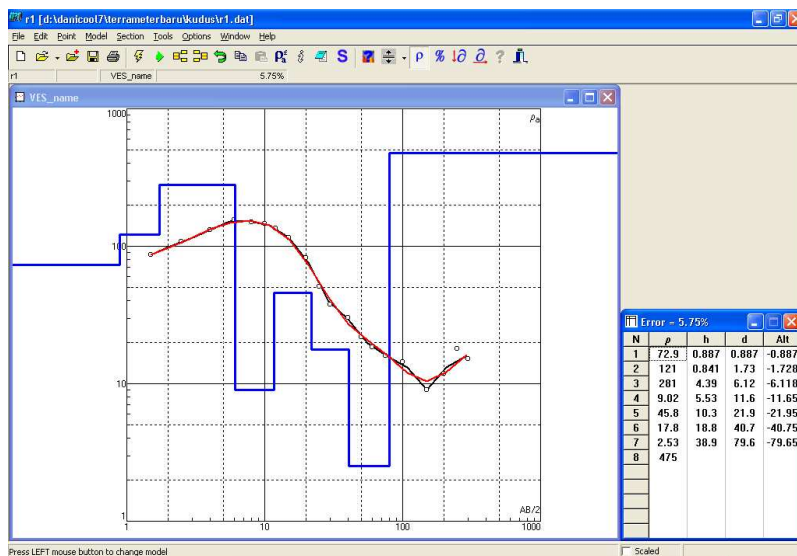 r1 [d:\danicool7\terrameterbaru\kudus\r1.dat]
File Edit Point Model Section Tools Options Window Help
S ρ % ?
r1 VES_name 5.75%
VES_name
1000
ρa
100
10
1
AB/2
1 10 100 1000
Error = 5.75%
N ρ h d Alt
1 72.9 0.887 0.887 -0.887
2 121 0.841 1.73 -1.728
3 281 4.39 6.12 -6.118
4 9.02 5.53 11.6 -11.65
5 45.8 10.3 21.9 -21.95
6 17.8 18.8 40.7 -40.75
7 2.53 38.9 79.6 -79.65
8 475
Press LEFT mouse button to change model
Scaled